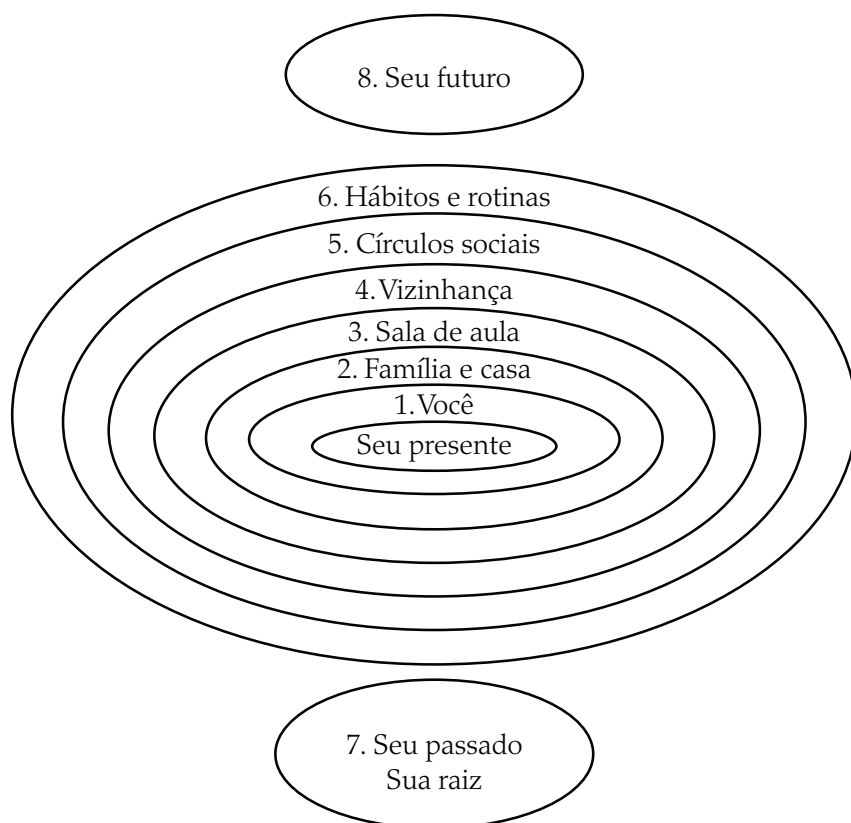 8. Seu futuro
6. Hábitos e rotinas
5. Círculos sociais
4. Vizinhança
3. Sala de aula
2. Família e casa
1. Você
Seu presente
7. Seu passado
Sua raiz